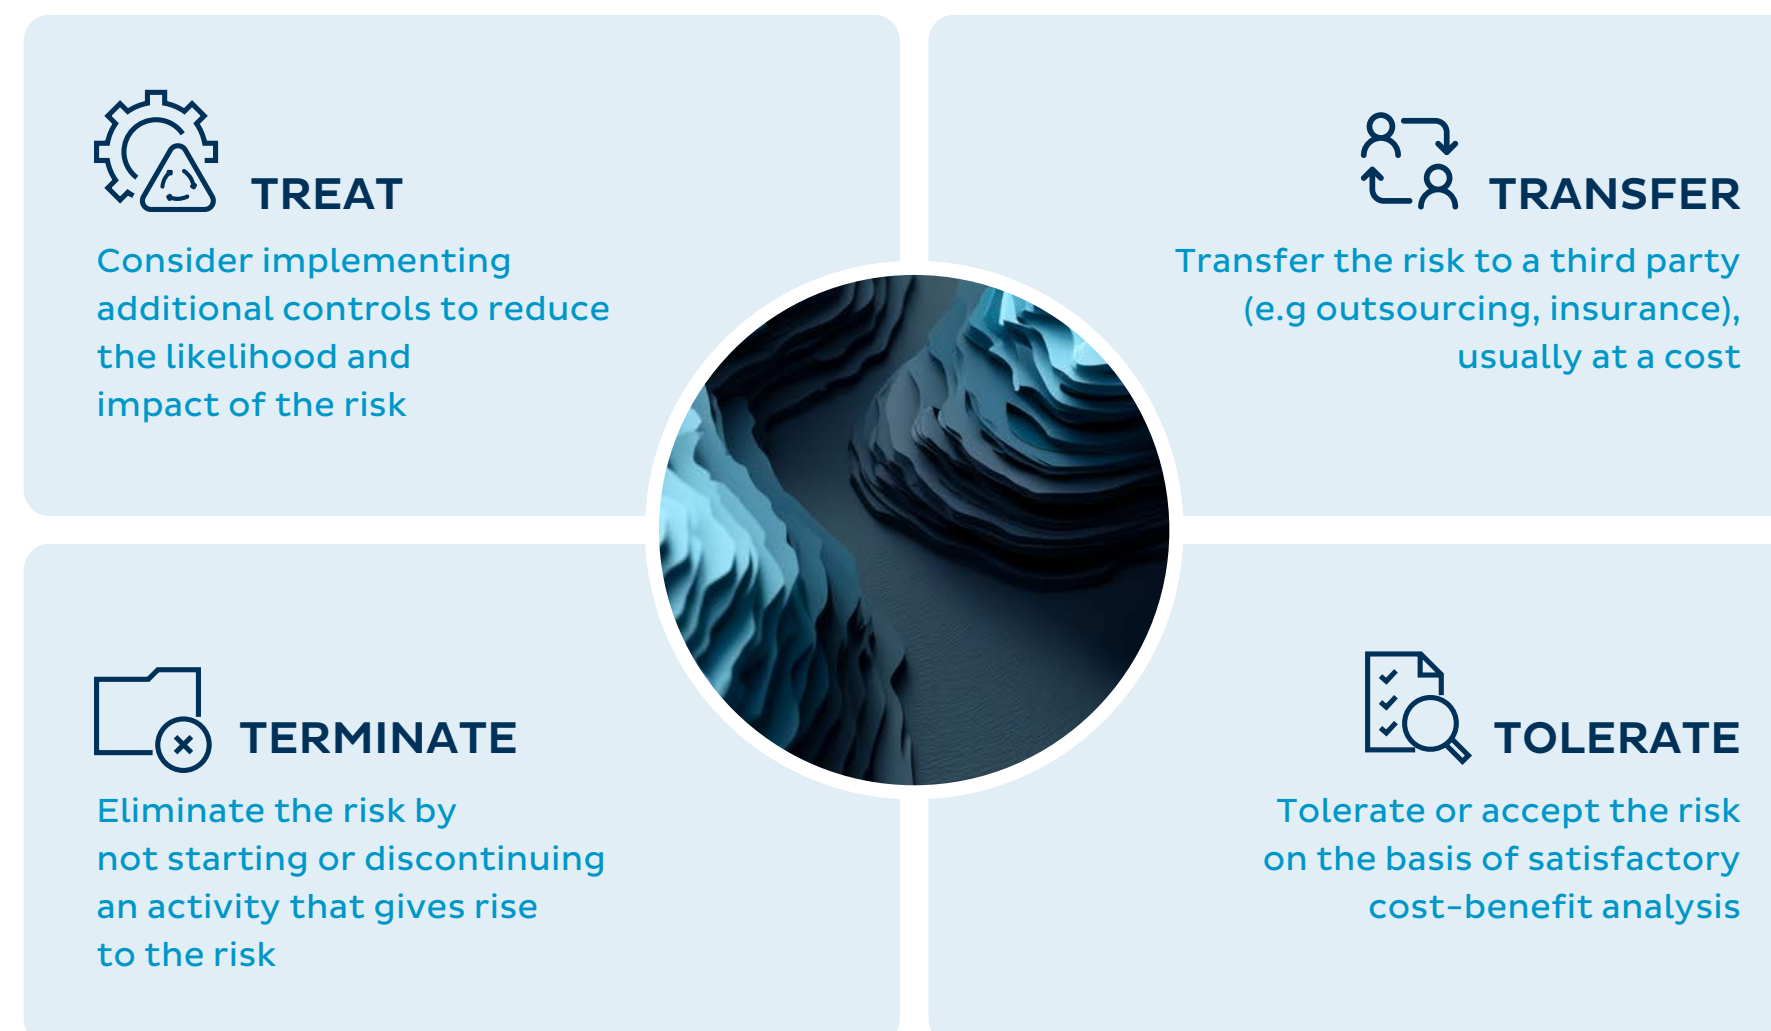 TREAT
Consider implementing
additional controls to reduce
the likelihood and
impact of the risk
TRANSFER
Transfer the risk to a third party
(e.g outsourcing, insurance),
usually at a cost
TERMINATE
Eliminate the risk by
not starting or discontinuing
an activity that gives rise
to the risk
TOLERATE
Tolerate or accept the risk
on the basis of satisfactory
cost-benefit analysis